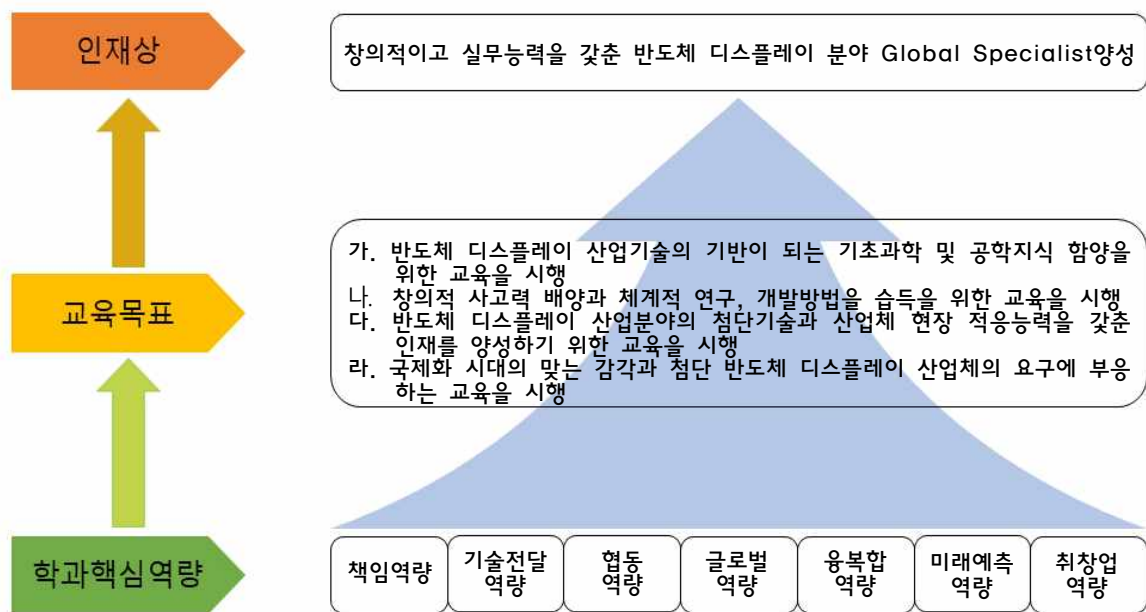 인재상
창의적이고 실무능력을 갖춘 반도체 디스플레이 분야 Global Specialist양성
교육목표
가. 반도체 디스플레이 산업기술의 기반이 되는 기초과학 및 공학지식 함양을
위한 교육을 시행
나. 창의적 사고력 배양과 체계적 연구, 개발방법을 습득을 위한 교육을 시행
다. 반도체 디스플레이 산업분야의 첨단기술과 산업체 현장 적응능력을 갖춘
인재를 양성하기 위한 교육을 시행
라. 국제화 시대의 맞는 감각과 첨단 반도체 디스플레이 산업체의 요구에 부응
하는 교육을 시행
학과핵심역량
책임역량
기술전달
역량
협동
역량
글로벌
역량
융복합
역량
미래예측
역량
취창업
역량